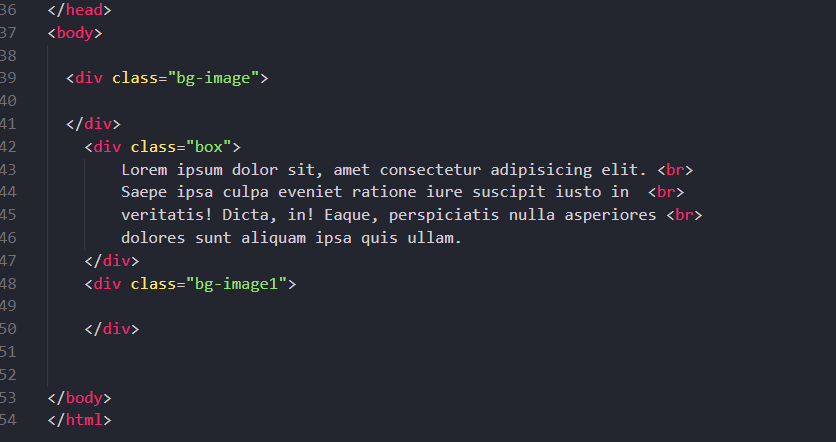 36 </head>
37 <body>
38
39 <div class="bg-image">
40
41 </div>
42 <div class="box">
43 Lorem ipsum dolor sit, amet consectetur adipisicing elit. <br>
44 Saepe ipsa culpa eveniet ratione iure suscipit iusto in  <br>
45 veritatis! Dicta, in! Eaque, perspiciatis nulla asperiores <br>
46 dolores sunt aliquam ipsa quis ullam.
47 </div>
48 <div class="bg-image1">
49
50 </div>
51
52
53 </body>
54 </html>